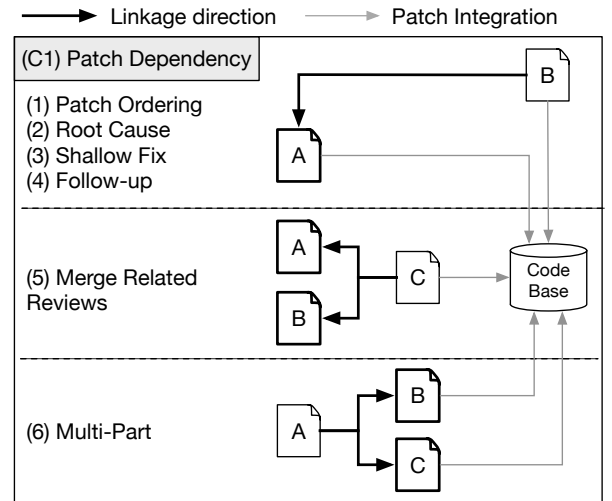 Linkage direction
Patch Integration
(C1) Patch Dependency
B
(1) Patch Ordering
(2) Root Cause
(3) Shallow Fix
(4) Follow-up
A
(5) Merge Related
Reviews
A
B
C
Code
Base
(6) Multi-Part
A
B
C